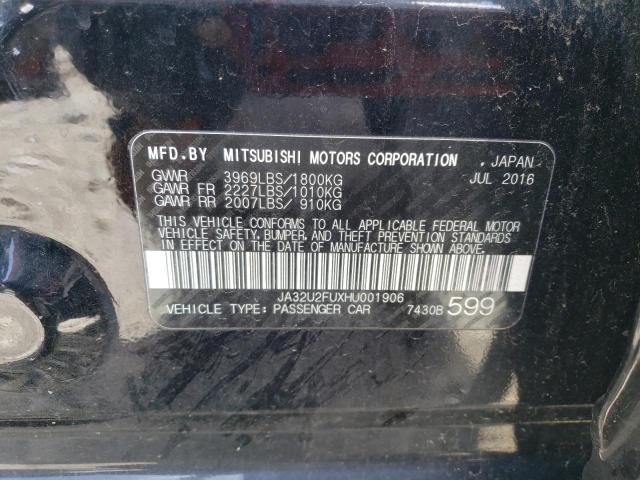 MFD.BY MITSUBISHI MOTORS CORPORATION . JAPAN
GVWR 3969LBS/1800KG JUL 2016
GAWR FR 2227LBS/1010KG
GAWR RR 2007LBS/ 910KG
THIS VEHICLE CONFORMS TO ALL APPLICABLE FEDERAL MOTOR
VEHICLE SAFETY, BUMPER, AND THEFT PREVENTION STANDARDS
IN EFFECT ON THE DATE OF MANUFACTURE SHOWN ABOVE.
JA32U2FUXHU001906
VEHICLE TYPE: PASSENGER CAR 7430B 599